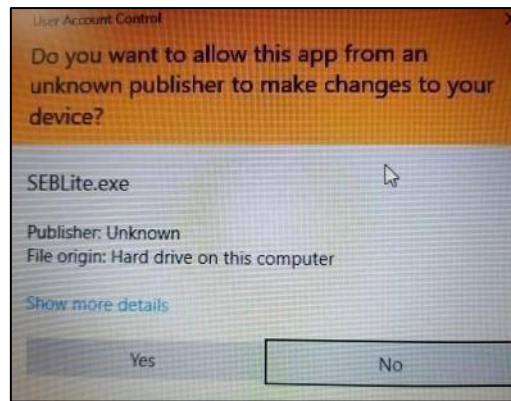 User Account Control
Do you want to allow this app from an
unknown publisher to make changes to your
device?
SEBLite.exe
Publisher: Unknown
File origin: Hard drive on this computer
Show more details
Yes
No